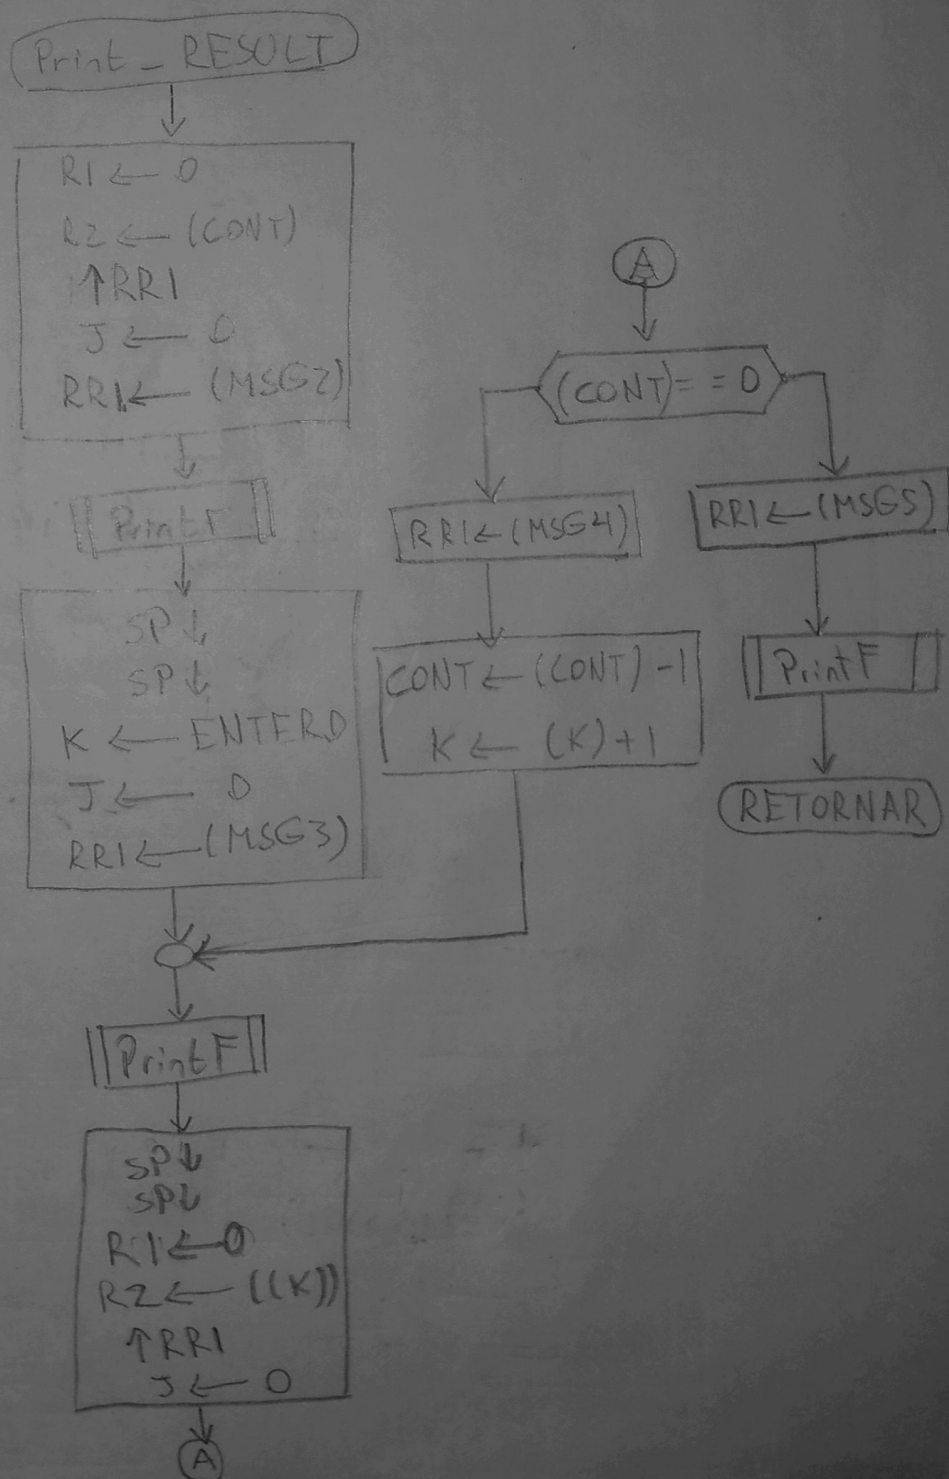 Print_RESULT
R1 ← 0
R2 ← (CONT)
↑RR1
J ← 0
RR1 ← (MSG2)
PrintF
SP↓
SP↓
K ← ENTERD
J ← 0
RR1 ← (MSG3)
PrintF
SP↓
SP↓
R1 ← 0
R2 ← ((K))
↑RR1
J ← 0
A
A
(CONT)==0
RR1 ← (MSG4)
CONT ← (CONT)-1
K ← (K)+1
RR1 ← (MSG5)
PrintF
RETORNAR